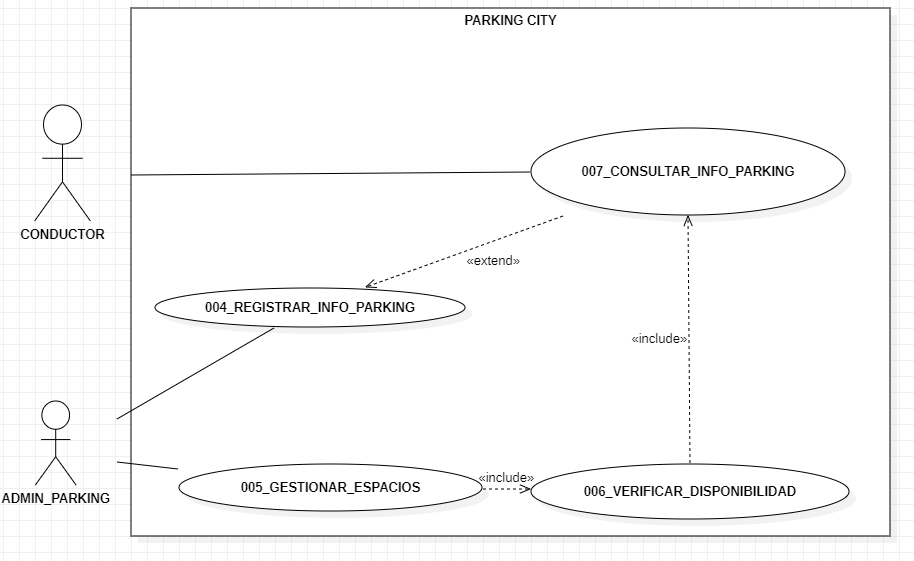 PARKING CITY
007_CONSULTAR_INFO_PARKING
CONDUCTOR
«extend»
004_REGISTRAR_INFO_PARKING
«include»
«include»
005_GESTIONAR_ESPACIOS
006_VERIFICAR_DISPONIBILIDAD
ADMIN_PARKING